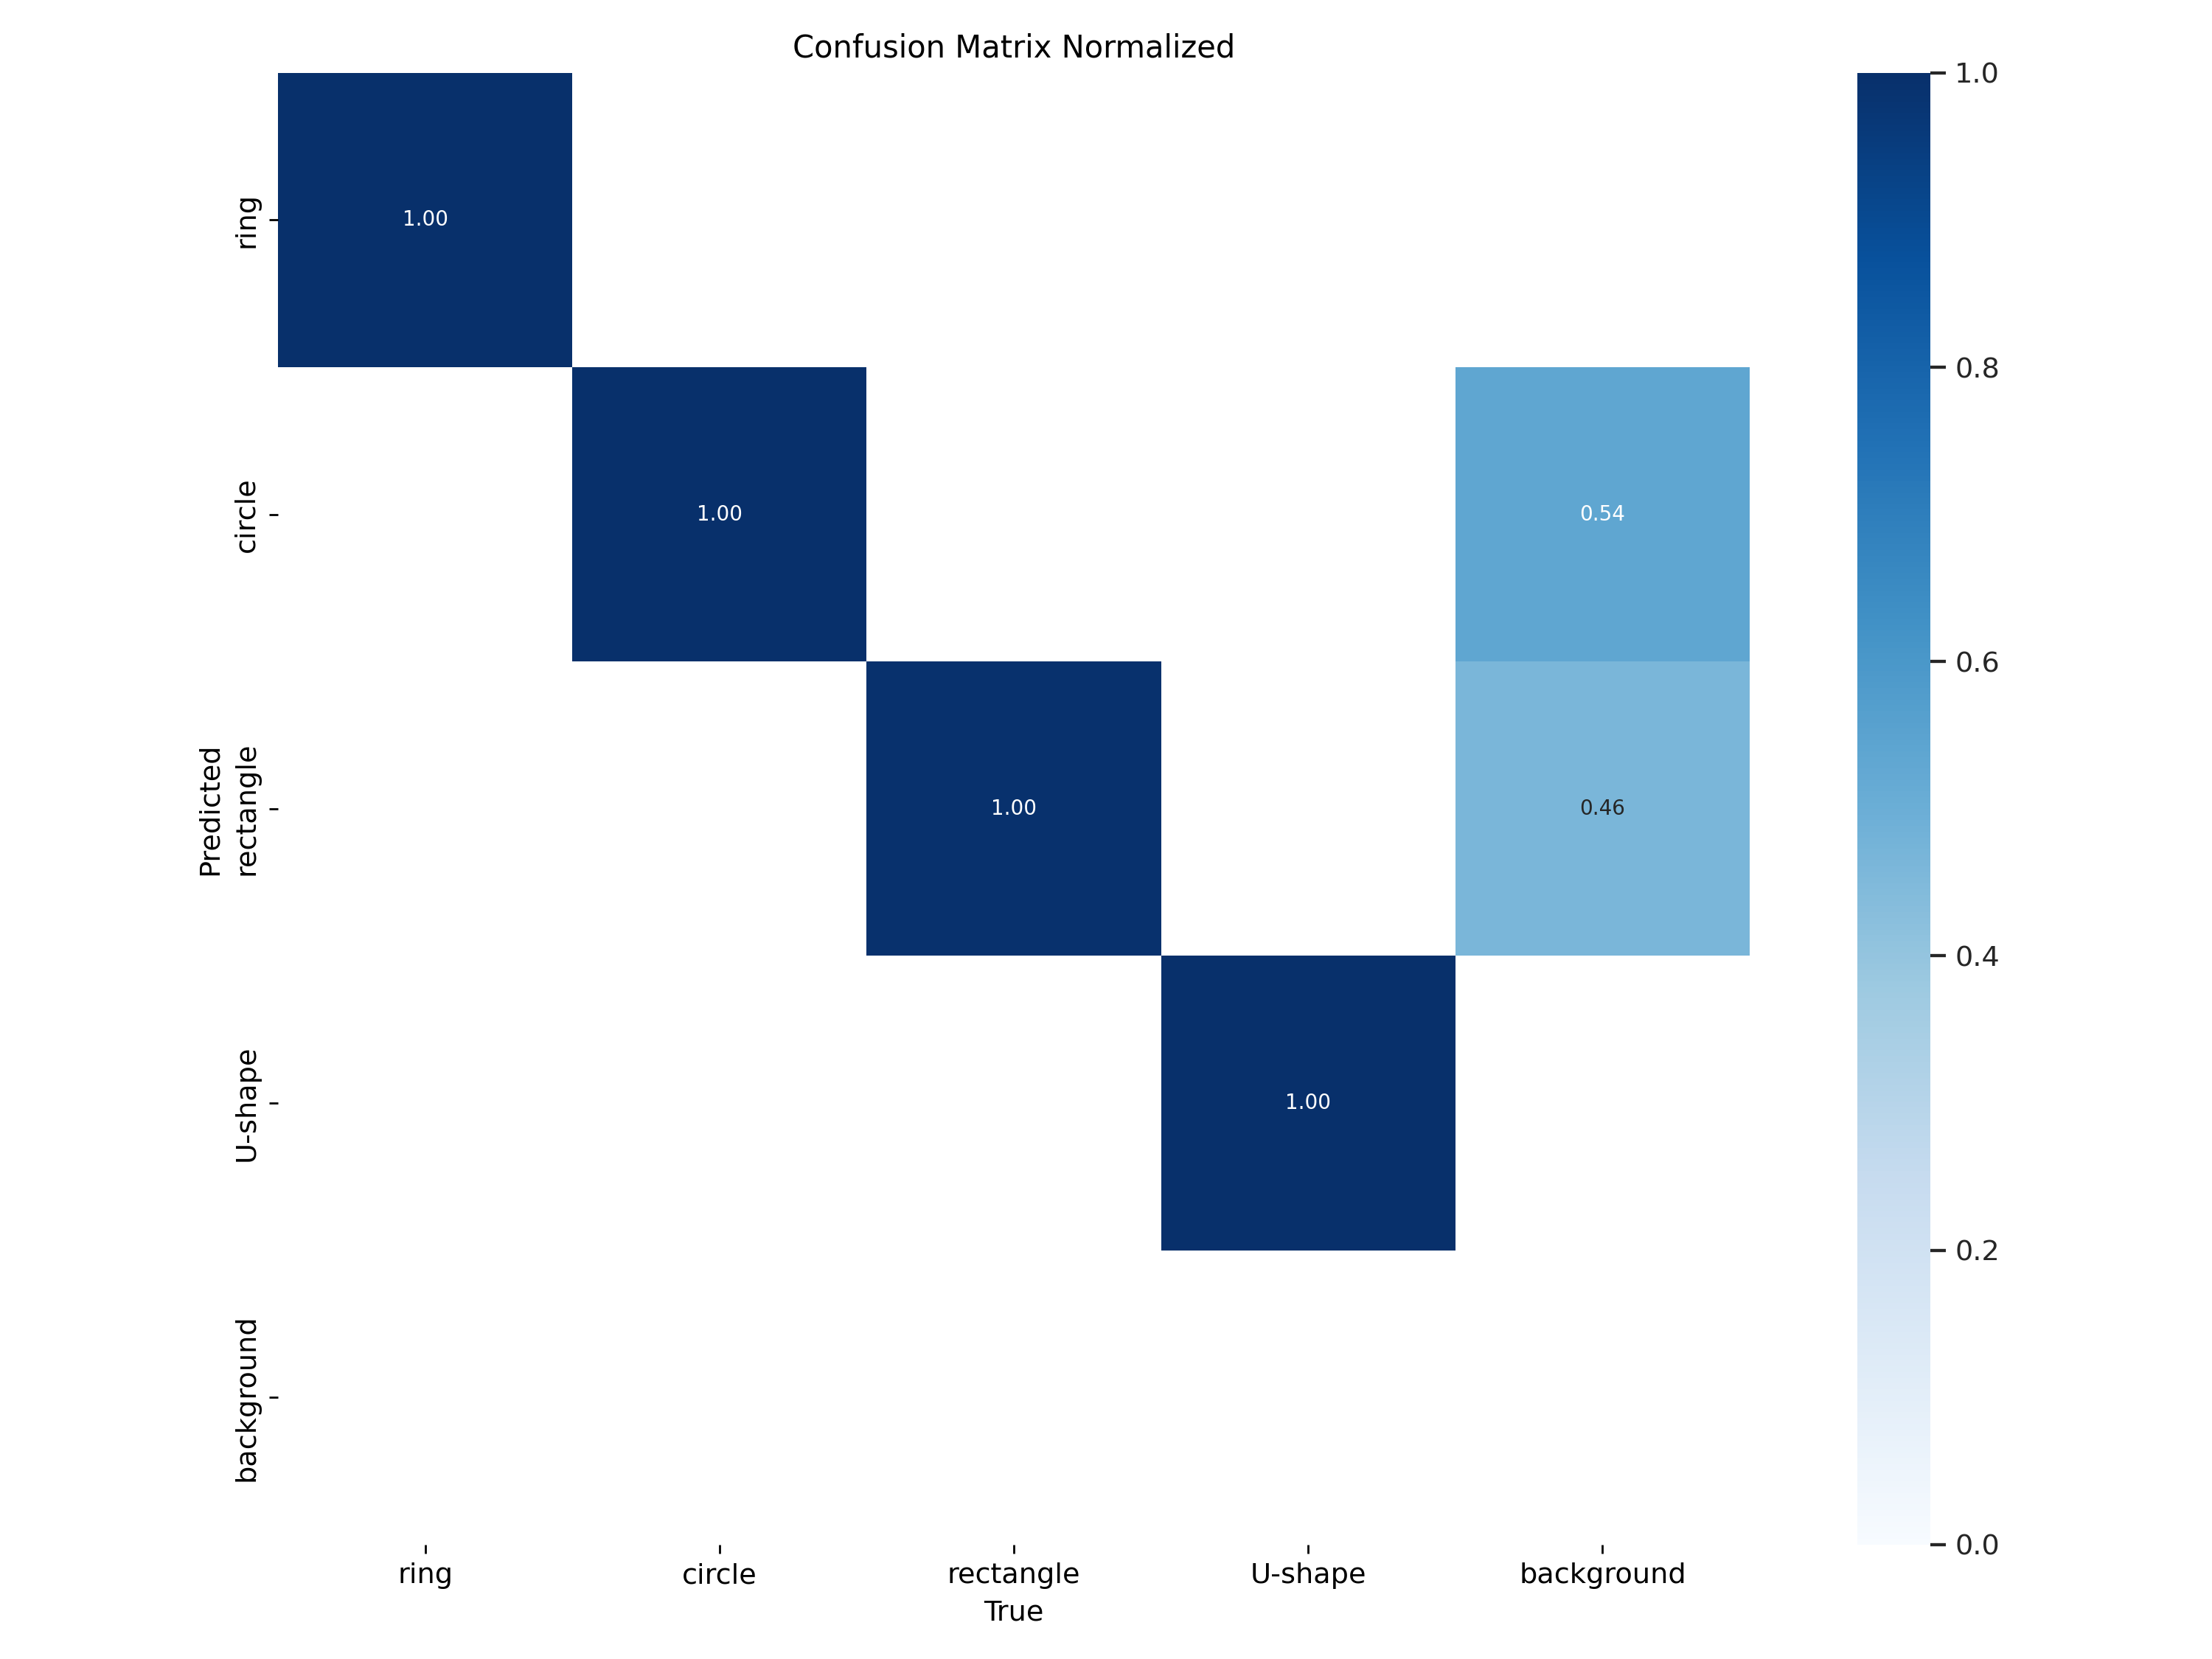 Confusion Matrix Normalized
ring
circle
Predicted
rectangle
U-shape
background
1.00
1.00
0.54
1.00
0.46
1.00
ring
circle
rectangle
U-shape
background
True
1.0
0.8
0.6
0.4
0.2
0.0